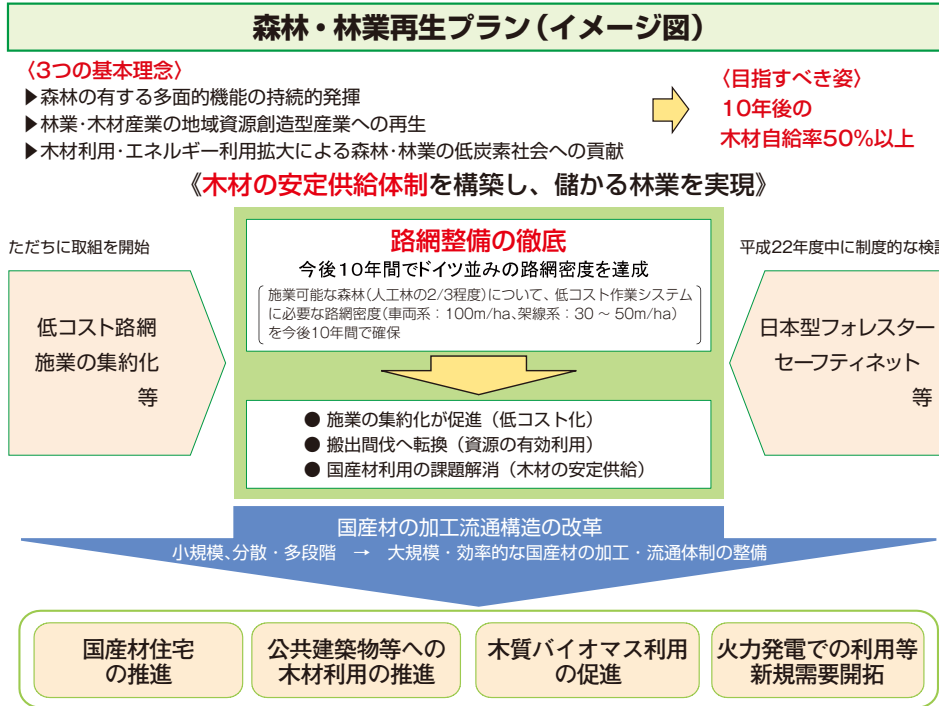 森林・林業再生プラン（イメージ図）
〈3つの基本理念〉
▶森林の有する多面的機能の持続的発揮
▶林業・木材産業の地域資源創造型産業への再生
▶木材利用・エネルギー利用拡大による森林・林業の低炭素社会への貢献
〈目指すべき姿〉
10年後の
木材自給率50％以上
《木材の安定供給体制を構築し、儲かる林業を実現》
ただちに取組を開始
低コスト路網
施業の集約化
等
路網整備の徹底
今後10年間でドイツ並みの路網密度を達成
施業可能な森林（人工林の2/3程度）について、低コスト作業システム
に必要な路網密度（車両系：100m/ha、架線系：30 ～ 50m/ha）
を今後10年間で確保
● 施業の集約化が促進（低コスト化）
● 搬出間伐へ転換（資源の有効利用）
● 国産材利用の課題解消（木材の安定供給）
平成22年度中に制度的な検
日本型フォレスター
セーフティネット
等
国産材の加工流通構造の改革
小規模、分散・多段階 → 大規模・効率的な国産材の加工・流通体制の整備
国産材住宅
の推進
公共建築物等への
木材利用の推進
木質バイオマス利用
の促進
火力発電での利用等
新規需要開拓